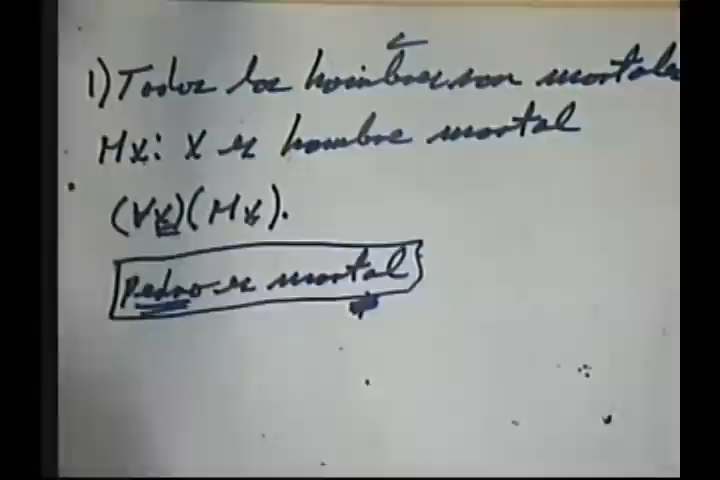 1) Todos los hombres son mortales
Mx: x es hombre mortal
(∀x)(Mx).
Pedro es mortal